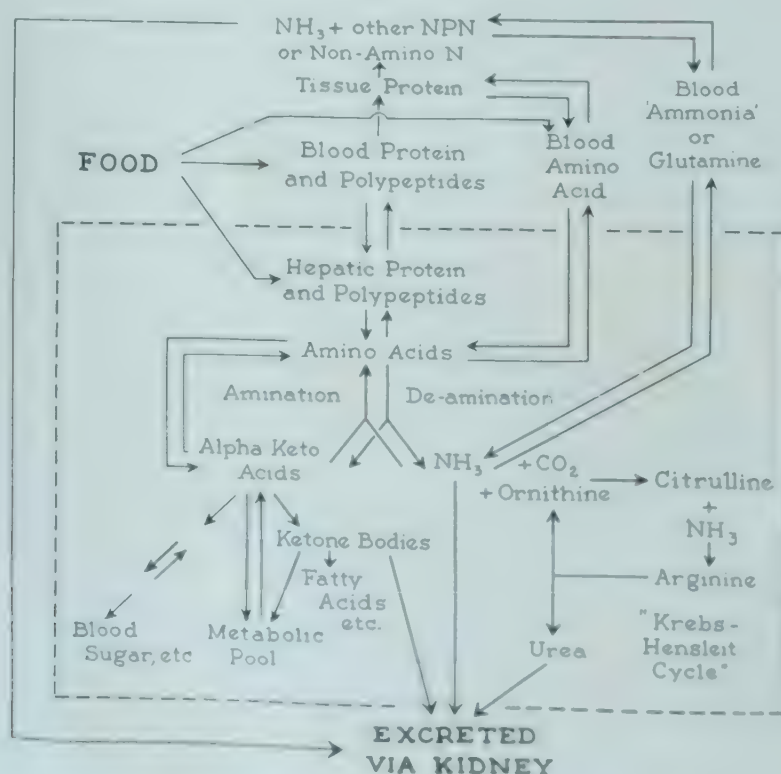 NH₃ + other NPN
or Non-Amino N
Tissue Protein
Blood
'Ammonia'
or
Glutamine
FOOD
Blood Protein
and Polypeptides
Blood
Amino
Acid
Hepatic Protein
and Polypeptides
Amino Acids
Amination
De-amination
Alpha Keto
Acids
NH₃
+ CO₂
+ Ornithine
Citrulline
+
NH₃
Arginine
Ketone Bodies
Fatty
Acids
etc.
Blood
Sugar, etc
Metabolic
Pool
Urea
"Krebs-
Hensleit
Cycle"
EXCRETED
VIA KIDNEY